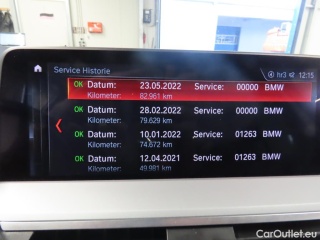 Service Historie hr3 12:15
OK Datum: 23.05.2022 Service: 00000 BMW
Kilometer: 82.961 km
OK Datum: 28.02.2022 Service: 00000 BMW
Kilometer: 79.629 km
OK Datum: 10.01.2022 Service: 01263 BMW
Kilometer: 74.672 km
OK Datum: 12.04.2021 Service: 01263 BMW
Kilometer: 49.981 km
CarOutlet.eu